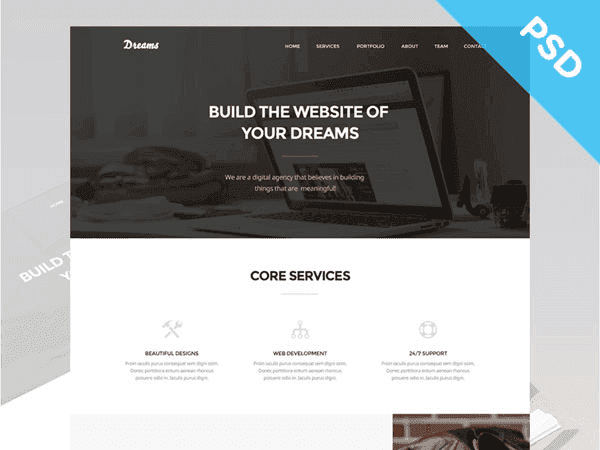 PSD
Dreams
HOME SERVICES PORTFOLIO ABOUT TEAM
BUILD THE WEBSITE OF
YOUR DREAMS
We are a digital agency that believes in building
things that are meaningful!
CORE SERVICES
BEAUTIFUL DESIGNS
Proin iaculis purus consequat sem digni ssim.
Donec porttitora entum aenean rhoncus
posuere odio in. Iaculis purus digni.
WEB DEVELOPMENT
Proin iaculis purus consequat sem digni ssim.
Donec porttitora entum aenean rhoncus
posuere odio in. Iaculis purus digni.
24/7 SUPPORT
Proin iaculis purus consequat sem digni ssim.
Donec porttitora entum aenean rhoncus
posuere odio in. Iaculis purus digni.
HOME
BUILD T
Y